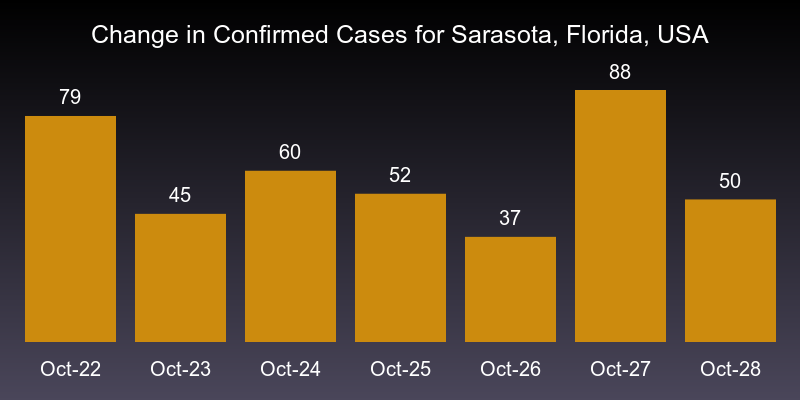 Change in Confirmed Cases for Sarasota, Florida, USA
79
45
60
52
37
88
50
Oct-22
Oct-23
Oct-24
Oct-25
Oct-26
Oct-27
Oct-28